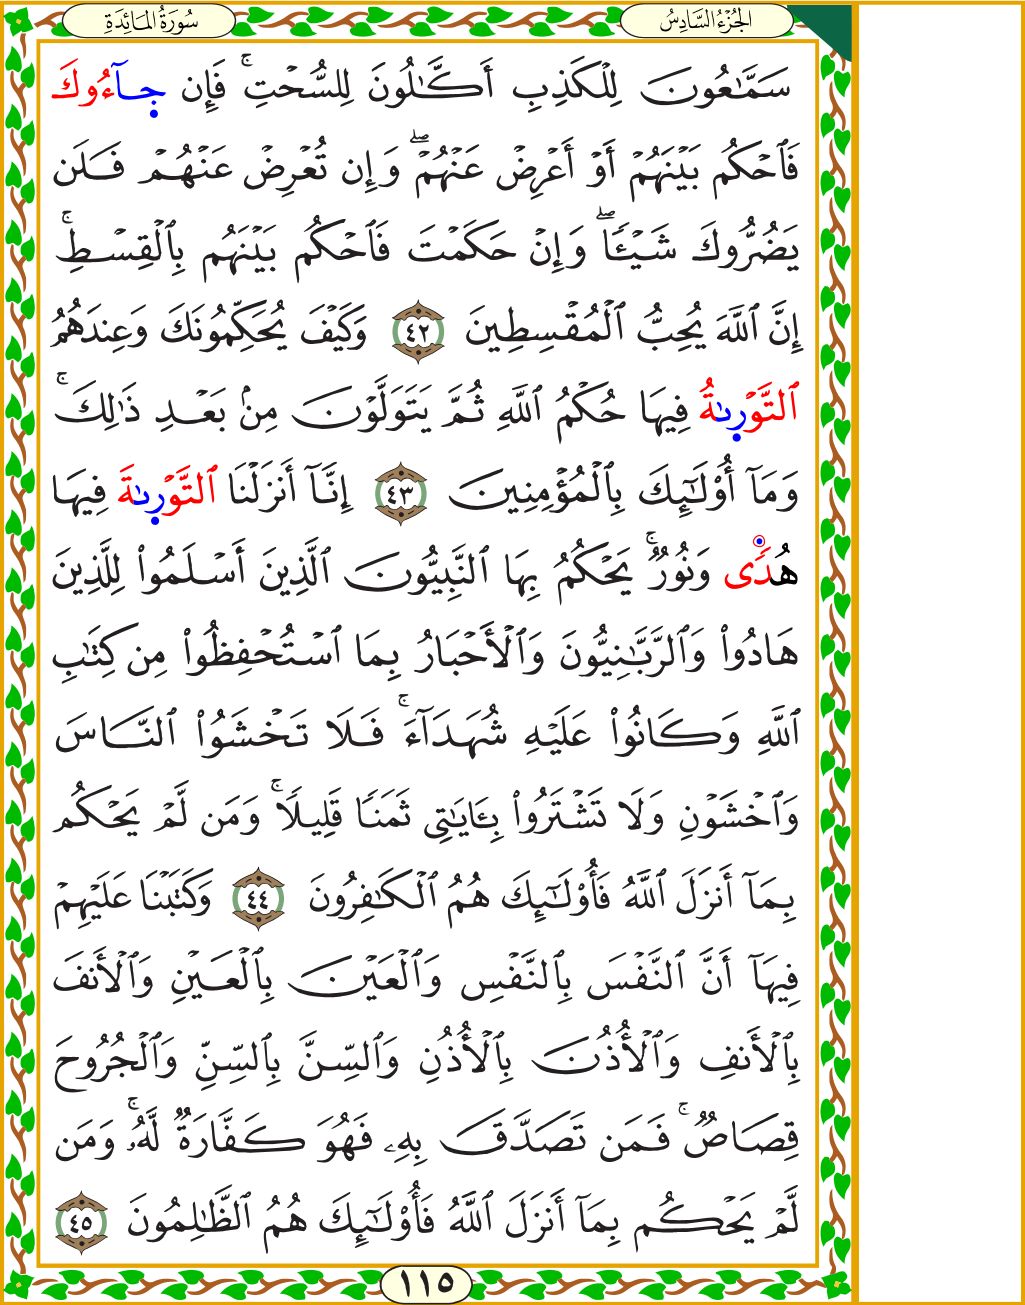 الجُزْءُ السَّادِسُ
سُورَةُ المَائِدَةِ
سَمَّٰعُونَ لِلْكَذِبِ أَكَّٰلُونَ لِلسُّحْتِ ۚ فَإِن جَآءُوكَ
فَٱحْكُم بَيْنَهُمْ أَوْ أَعْرِضْ عَنْهُمْ ۖ وَإِن تُعْرِضْ عَنْهُمْ فَلَن
يَضُرُّوكَ شَيْـًٔا ۖ وَإِنْ حَكَمْتَ فَٱحْكُم بَيْنَهُم بِٱلْقِسْطِ ۚ
إِنَّ ٱللَّهَ يُحِبُّ ٱلْمُقْسِطِينَ ٤٢ وَكَيْفَ يُحَكِّمُونَكَ وَعِندَهُمُ
ٱلتَّوْرىٰةُ فِيهَا حُكْمُ ٱللَّهِ ثُمَّ يَتَوَلَّوْنَ مِنۢ بَعْدِ ذَٰلِكَ ۚ
وَمَآ أُو۟لَٰٓئِكَ بِٱلْمُؤْمِنِينَ ٤٣ إِنَّآ أَنزَلْنَا ٱلتَّوْرىٰةَ فِيهَا
هُدًى وَنُورٌ ۚ يَحْكُمُ بِهَا ٱلنَّبِيُّونَ ٱلَّذِينَ أَسْلَمُوا۟ لِلَّذِينَ
هَادُوا۟ وَٱلرَّبَّٰنِيُّونَ وَٱلْأَحْبَارُ بِمَا ٱسْتُحْفِظُوا۟ مِن كِتَٰبِ
ٱللَّهِ وَكَانُوا۟ عَلَيْهِ شُهَدَآءَ ۚ فَلَا تَخْشَوُا۟ ٱلنَّاسَ
وَٱخْشَوْنِ وَلَا تَشْتَرُوا۟ بِـَٔايَٰتِى ثَمَنًا قَلِيلًا ۚ وَمَن لَّمْ يَحْكُم
بِمَآ أَنزَلَ ٱللَّهُ فَأُو۟لَٰٓئِكَ هُمُ ٱلْكَٰفِرُونَ ٤٤ وَكَتَبْنَا عَلَيْهِمْ
فِيهَآ أَنَّ ٱلنَّفْسَ بِٱلنَّفْسِ وَٱلْعَيْنَ بِٱلْعَيْنِ وَٱلْأَنفَ
بِٱلْأَنفِ وَٱلْأُذُنَ بِٱلْأُذُنِ وَٱلسِّنَّ بِٱلسِّنِّ وَٱلْجُرُوحَ
قِصَاصٌ ۚ فَمَن تَصَدَّقَ بِهِۦ فَهُوَ كَفَّارَةٌ لَّهُۥ ۚ وَمَن
لَّمْ يَحْكُم بِمَآ أَنزَلَ ٱللَّهُ فَأُو۟لَٰٓئِكَ هُمُ ٱلظَّٰلِمُونَ ٤٥
١١٥